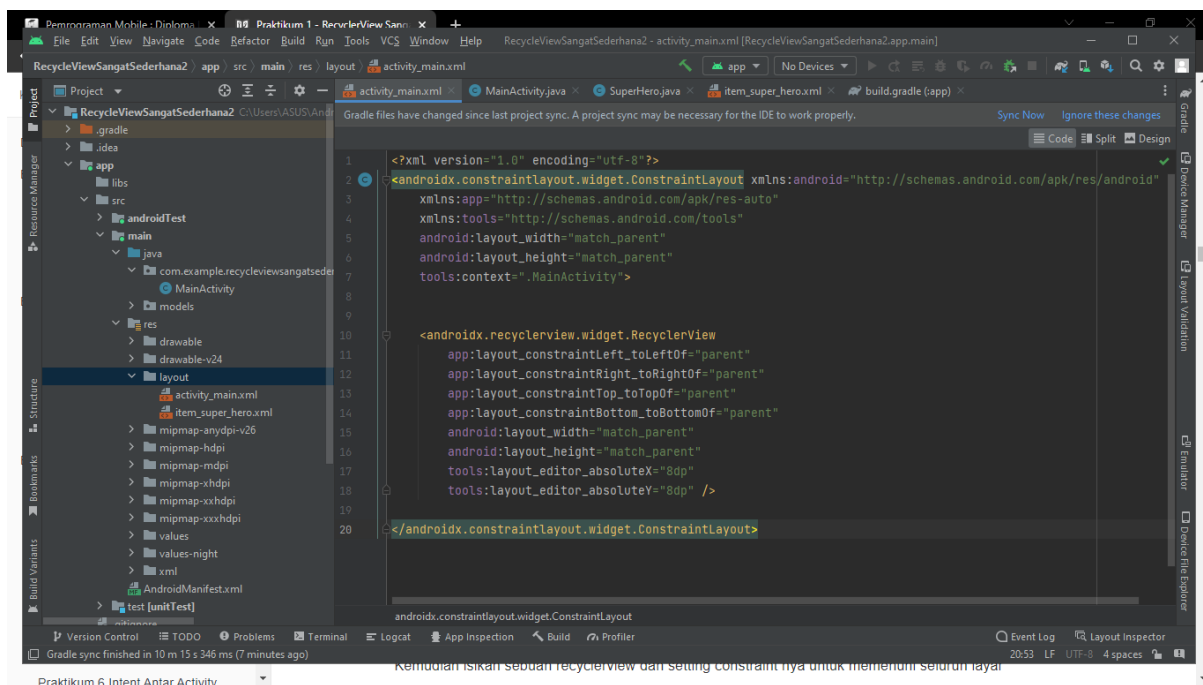 Pemrograman Mobile : Diploma
Praktikum 1 - RecyclerView Sang
File Edit View Navigate Code Refactor Build Run Tools VCS Window Help RecycleViewSangatSederhana2 - activity_main.xml [RecycleViewSangatSederhana2.app.main]
RecycleViewSangatSederhana2 app src main res layout activity_main.xml
app
No Devices
Project
activity_main.xml
MainActivity.java
SuperHero.java
item_super_hero.xml
build.gradle (:app)
RecycleViewSangatSederhana2 C:\Users\ASUS\Andr
.gradle
.idea
app
libs
src
androidTest
main
java
com.example.recycleviewsangatseder
MainActivity
models
res
drawable
drawable-v24
layout
activity_main.xml
item_super_hero.xml
mipmap-anydpi-v26
mipmap-hdpi
mipmap-mdpi
mipmap-xhdpi
mipmap-xxhdpi
mipmap-xxxhdpi
values
values-night
xml
AndroidManifest.xml
test [unitTest]
.gitignore
Gradle files have changed since last project sync. A project sync may be necessary for the IDE to work properly.
Sync Now Ignore these changes
Code Split Design
1 <?xml version="1.0" encoding="utf-8"?>
2 <androidx.constraintlayout.widget.ConstraintLayout xmlns:android="http://schemas.android.com/apk/res/android"
3 xmlns:app="http://schemas.android.com/apk/res-auto"
4 xmlns:tools="http://schemas.android.com/tools"
5 android:layout_width="match_parent"
6 android:layout_height="match_parent"
7 tools:context=".MainActivity">
8
9
10 <androidx.recyclerview.widget.RecyclerView
11 app:layout_constraintLeft_toLeftOf="parent"
12 app:layout_constraintRight_toRightOf="parent"
13 app:layout_constraintTop_toTopOf="parent"
14 app:layout_constraintBottom_toBottomOf="parent"
15 android:layout_width="match_parent"
16 android:layout_height="match_parent"
17 tools:layout_editor_absoluteX="8dp"
18 tools:layout_editor_absoluteY="8dp" />
19
20 </androidx.constraintlayout.widget.ConstraintLayout>
androidx.constraintlayout.widget.ConstraintLayout
Project
Resource Manager
Structure
Bookmarks
Build Variants
Gradle
Device Manager
Layout Validation
Emulator
Device File Explorer
Version Control TODO Problems Terminal Logcat App Inspection Build Profiler
Event Log Layout Inspector
Gradle sync finished in 10 m 15 s 346 ms (7 minutes ago)
20:53 LF UTF-8 4 spaces
Kemudian isikan sebuah recyclerview dan setting constraint nya untuk memenuhi seluruh layar
Praktikum 6 Intent Antar Activity